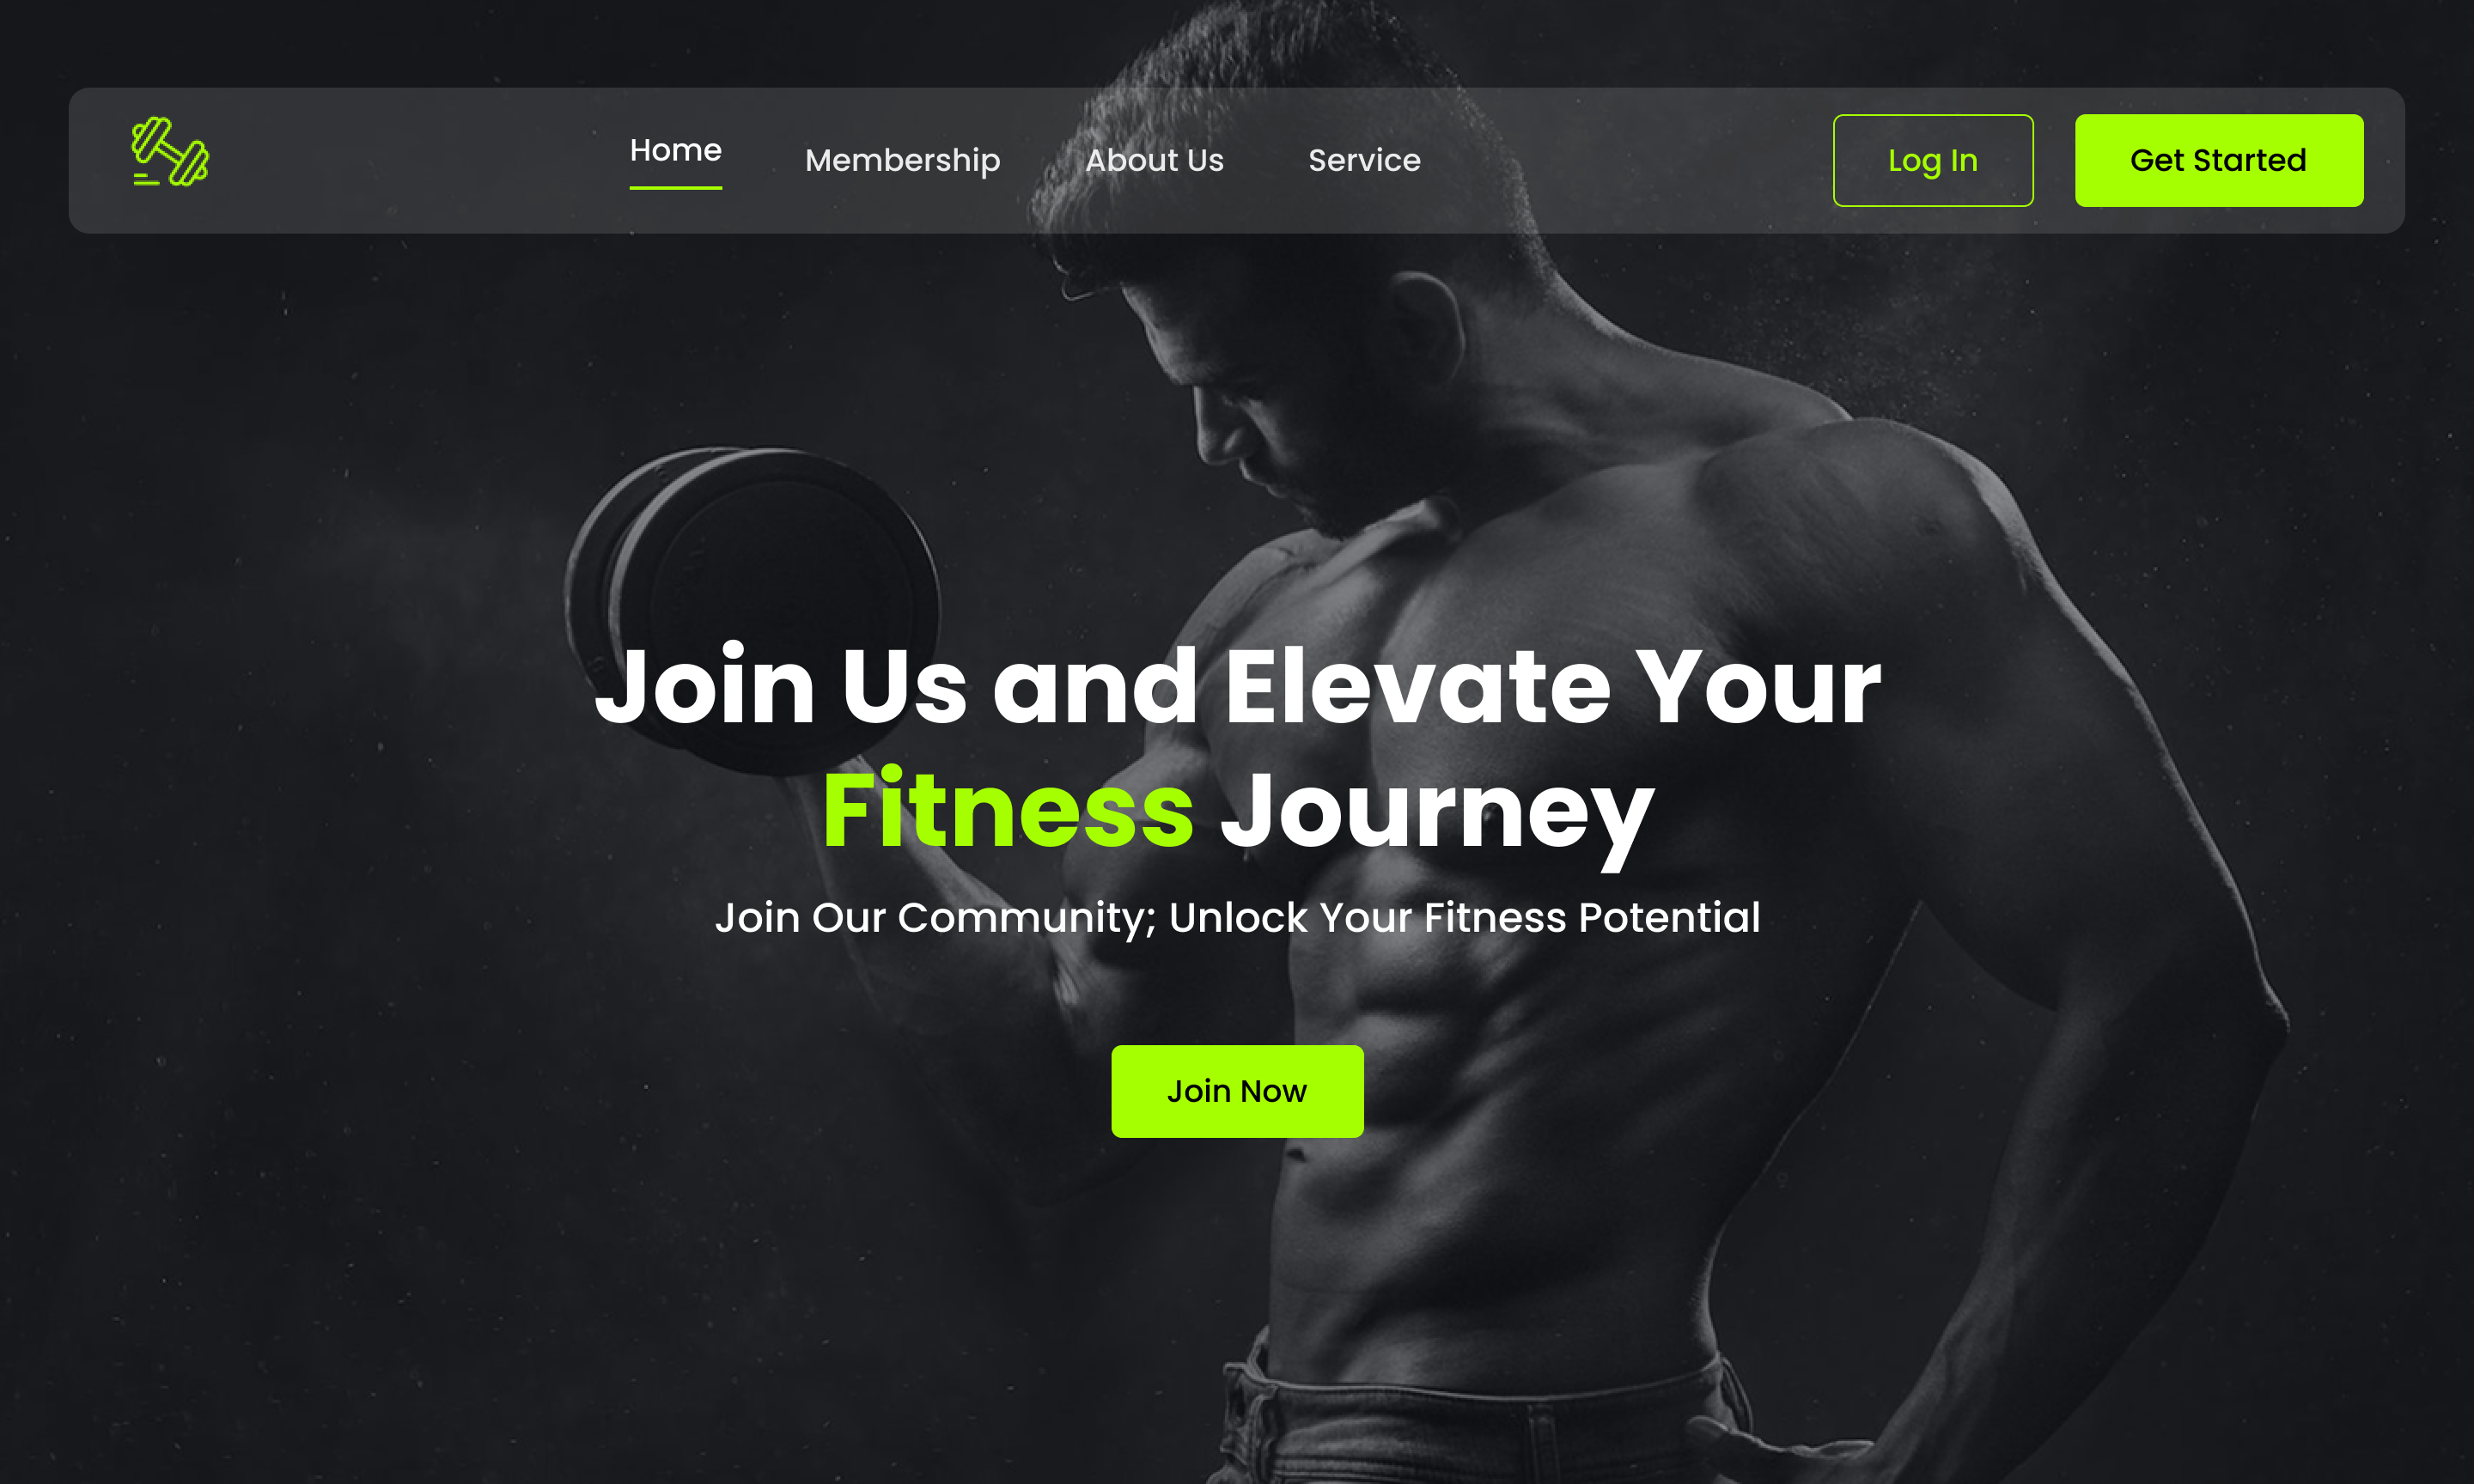 Home Membership About Us Service Log In Get Started
Join Us and Elevate Your
Fitness Journey
Join Our Community; Unlock Your Fitness Potential
Join Now